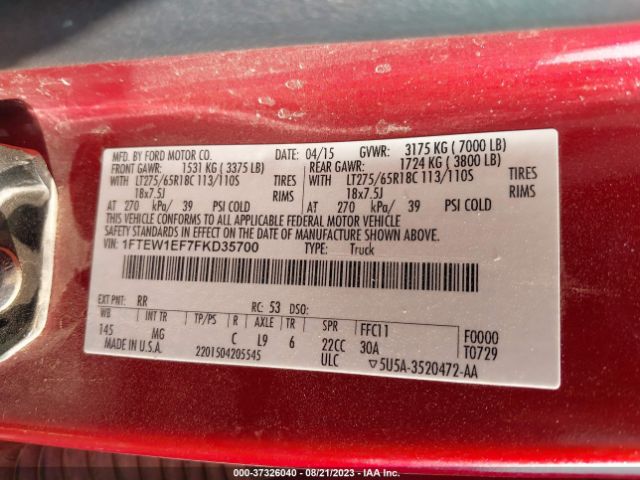 MFD. BY FORD MOTOR CO. DATE: 04/15 GVWR: 3175 KG ( 7000 LB)
FRONT GAWR: 1531 KG ( 3375 LB) REAR GAWR: 1724 KG ( 3800 LB)
WITH LT275/65R18C 113/110S TIRES WITH LT275/65R18C 113/110S TIRES
18x7.5J RIMS 18x7.5J RIMS
AT 270 kPa/ 39 PSI COLD AT 270 kPa/ 39 PSI COLD
THIS VEHICLE CONFORMS TO ALL APPLICABLE FEDERAL MOTOR VEHICLE
SAFETY STANDARDS IN EFFECT ON THE DATE OF MANUFACTURE SHOWN ABOVE.
VIN: 1FTEW1EF7FKD35700 TYPE: Truck
EXT PNT: RR RC: 53 DSO:
WB INT TR TP/PS R AXLE TR SPR FFC11 F0000
145 MG C L9 6 22CC 30A T0729
MADE IN U.S.A. 2201504205545 ULC ▽5U5A-3520472-AA
000-37326040 - 08/21/2023 - IAA Inc.